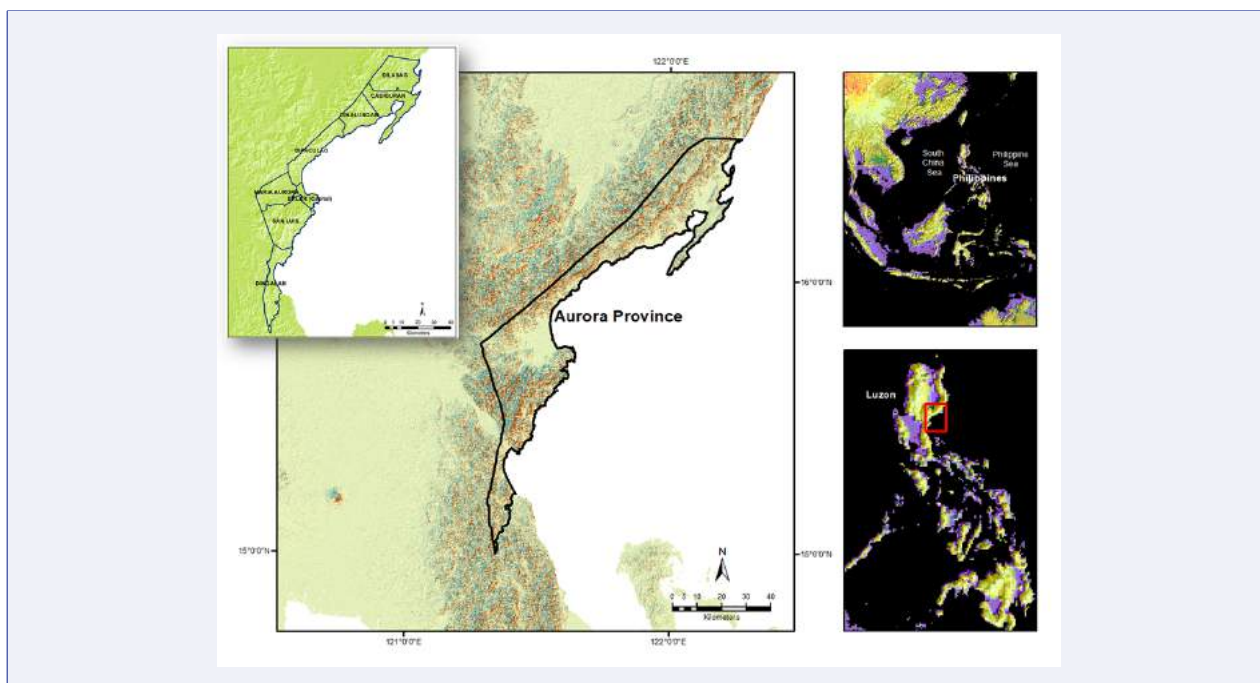 122°0'0"E
DILASAG
CASIGURAN
DINALUNGAN
DIPACULAO
MARIA AURORA
SAN LUIS
DINGALAN
N
Kilometers
Aurora Province
16°0'0"N
15°0'0"N
15°0'0"N
N
0 5 10 20 30 40
Kilometers
121°0'0"E
122°0'0"E
South
China
Sea
Philippine
Sea
Philippines
Luzon